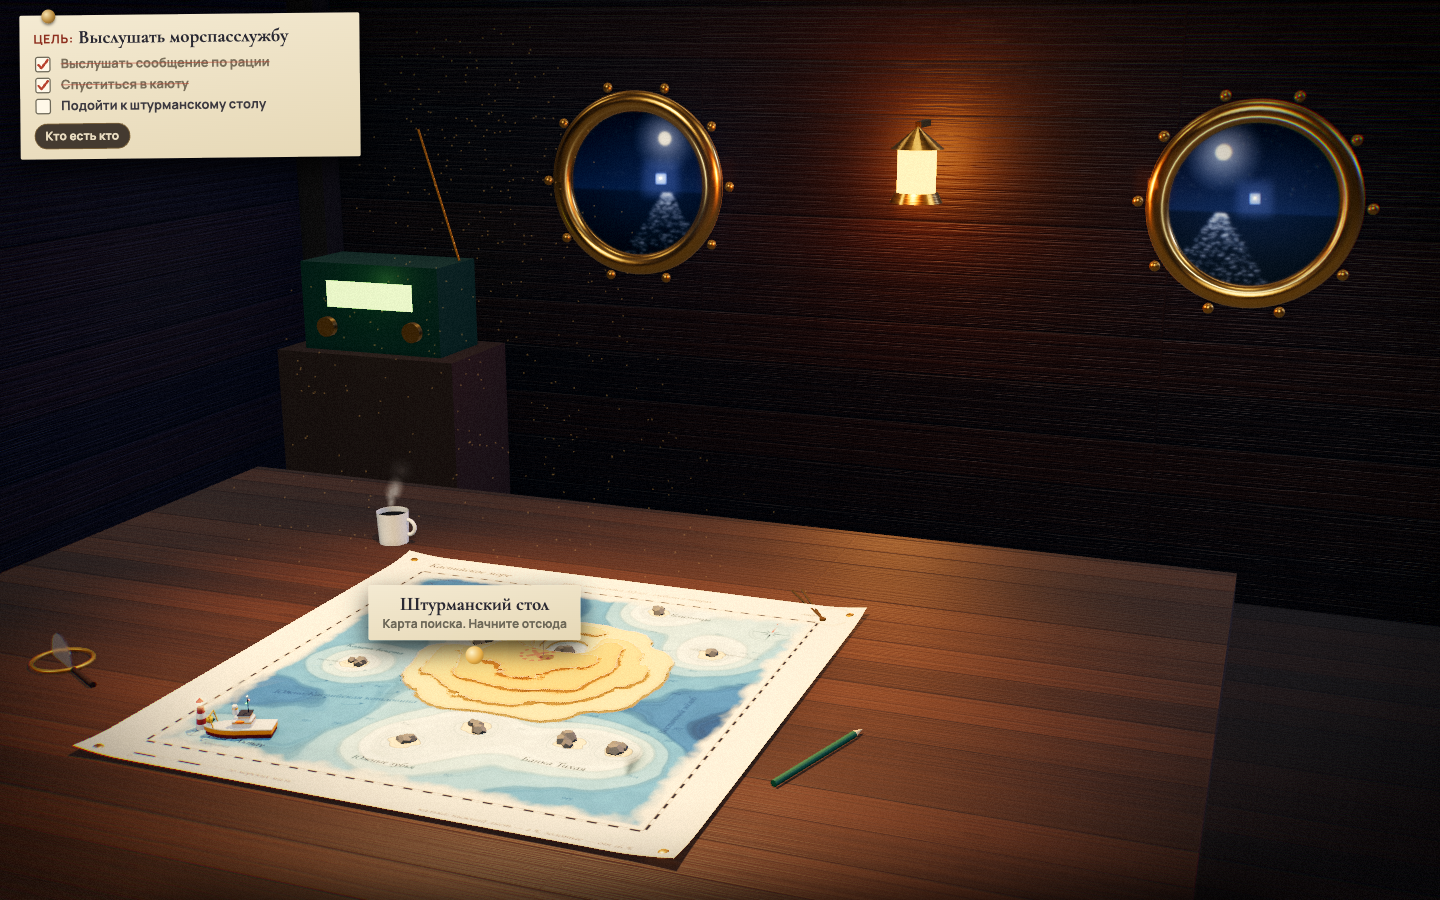 ЦЕЛЬ: Выслушать морспасслужбу
Выслушать сообщение по рации
Спуститься в каюту
Подойти к штурманскому столу
Кто есть кто
Штурманский стол
Карта поиска. Начните отсюда